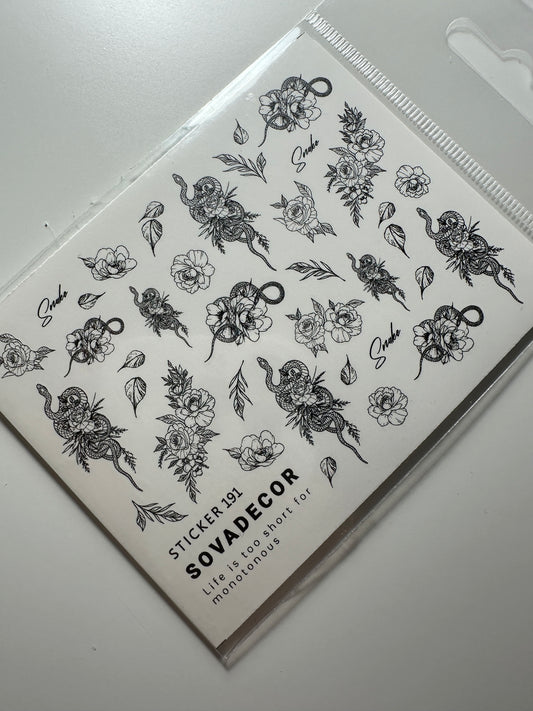 Snake
Snake
Snake
STICKER 191
SOVADECOR
Life is too short for
monotonous